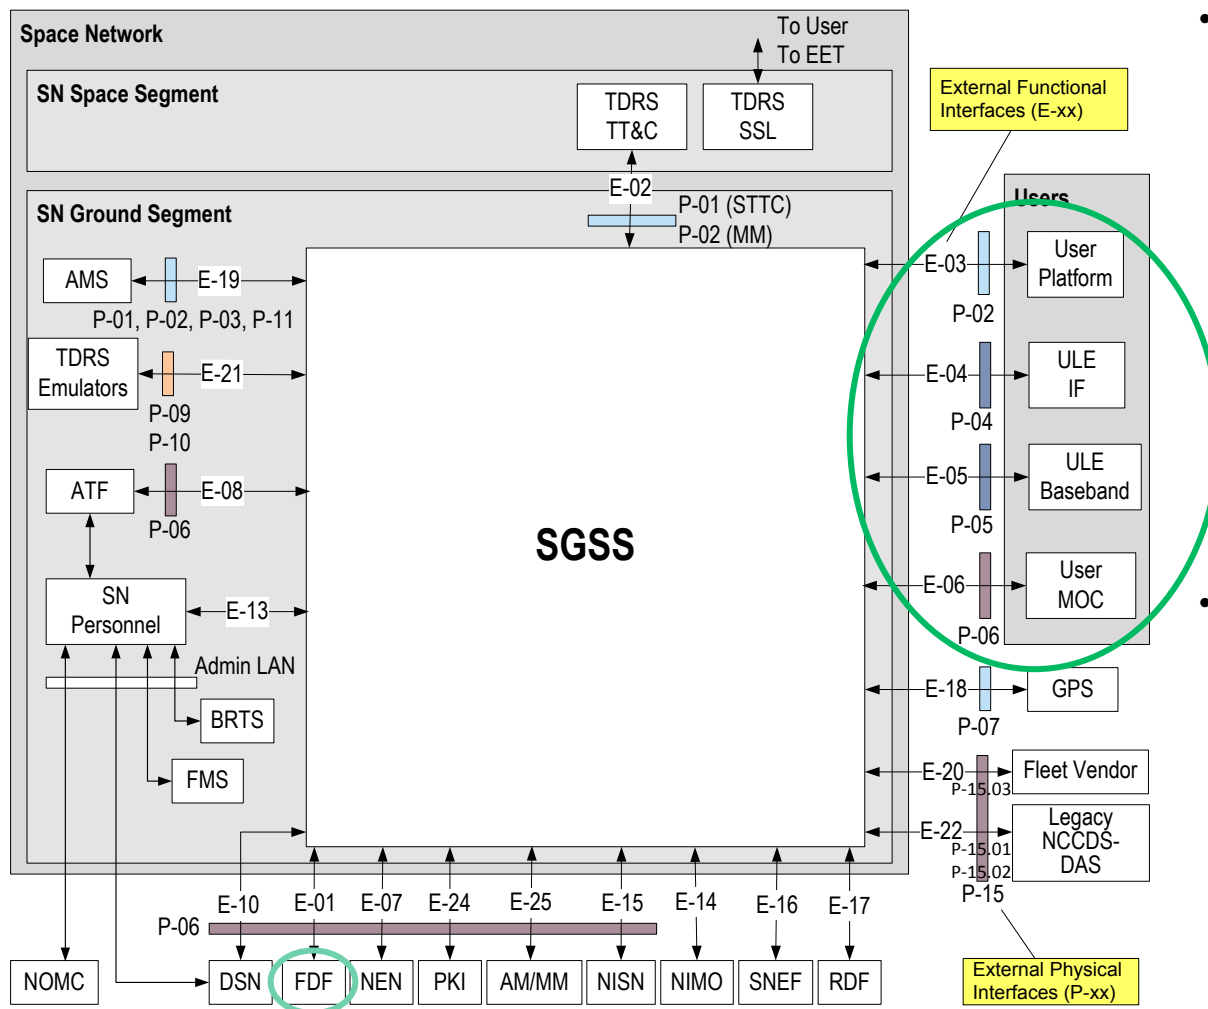 Space Network
To User
To EET
SN Space Segment
TDRS
TT&C
TDRS
SSL
External Functional
Interfaces (E-xx)
E-02
SN Ground Segment
P-01 (STTC)
P-02 (MM)
Users
AMS
E-19
P-01, P-02, P-03, P-11
E-03
User
Platform
P-02
TDRS
Emulators
E-21
P-09
P-10
E-04
ULE
IF
P-04
ATF
E-08
P-06
E-05
ULE
Baseband
P-05
SGSS
SN
Personnel
E-13
E-06
User
MOC
P-06
Admin LAN
E-18
GPS
P-07
BRTS
FMS
E-20
Fleet Vendor
P-15.03
E-22
Legacy
NCCDS-
DAS
P-15.01
P-15.02
P-15
E-10
E-01
E-07
E-24
E-25
E-15
E-14
E-16
E-17
P-06
NOMC
DSN
FDF
NEN
PKI
AM/MM
NISN
NIMO
SNEF
RDF
External Physical
Interfaces (P-xx)